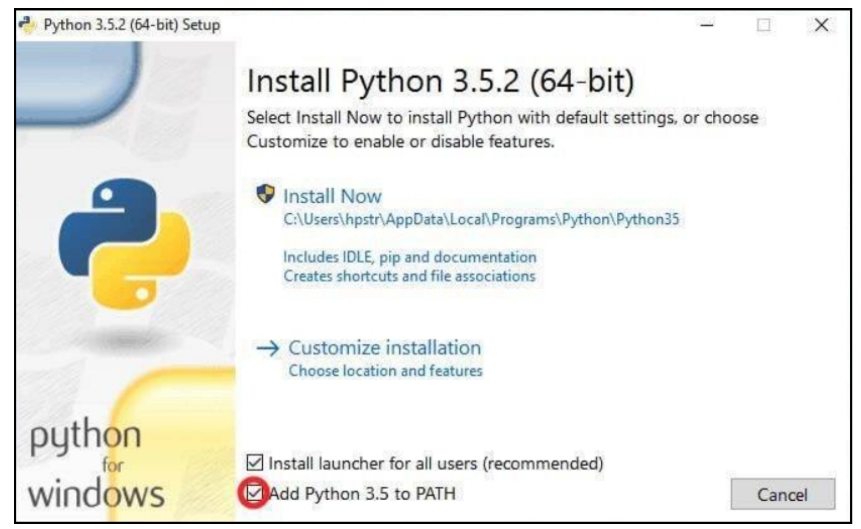 Python 3.5.2 (64-bit) Setup
Install Python 3.5.2 (64-bit)
Select Install Now to install Python with default settings, or choose
Customize to enable or disable features.
Install Now
C:\Users\hpstr\AppData\Local\Programs\Python\Python35
Includes IDLE, pip and documentation
Creates shortcuts and file associations
Customize installation
Choose location and features
python
for
windows
Install launcher for all users (recommended)
Add Python 3.5 to PATH
Cancel